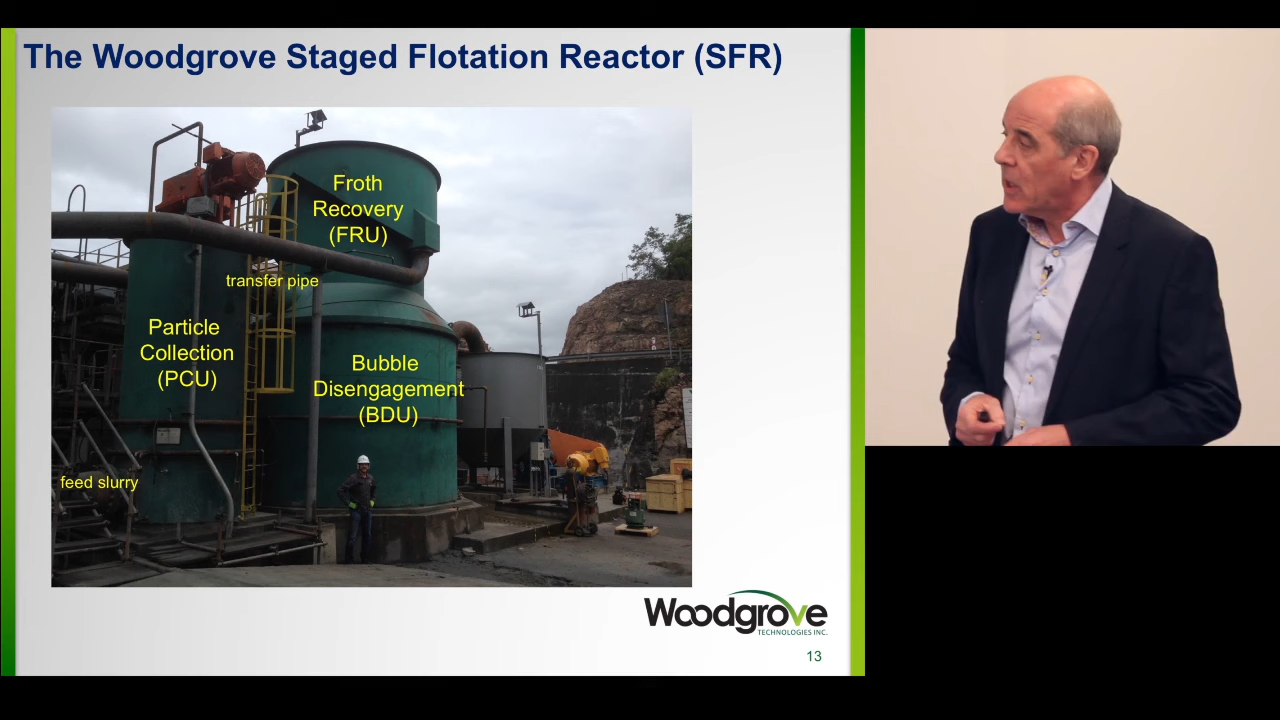 The Woodgrove Staged Flotation Reactor (SFR)
Froth
Recovery
(FRU)
transfer pipe
Particle
Collection
(PCU)
Bubble
Disengagement
(BDU)
feed slurry
Woodgrove
TECHNOLOGIES INC.
13